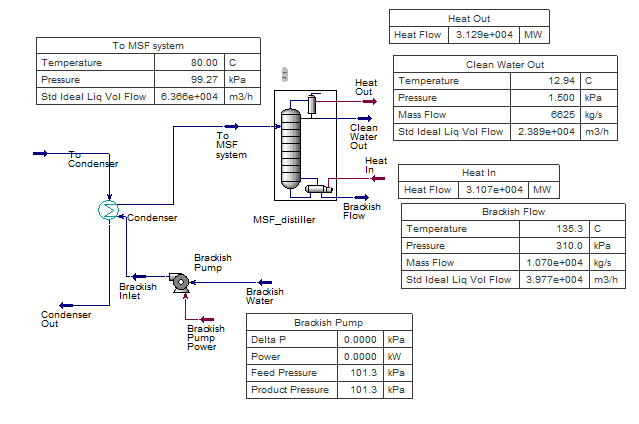 Heat Out
Heat Flow 3.129e+004 MW
To MSF system
Temperature 80.00 C
Pressure 99.27 kPa
Std Ideal Liq Vol Flow 6.366e+004 m3/h
Clean Water Out
Temperature 12.94 C
Pressure 1.500 kPa
Mass Flow 6625 kg/s
Std Ideal Liq Vol Flow 2.389e+004 m3/h
Heat
Out
Clean
Water
Out
To
MSF
system
Heat
In
To
Condenser
Heat In
Heat Flow 3.107e+004 MW
Brackish
Flow
MSF_distiller
Condenser
Brackish Flow
Temperature 135.3 C
Pressure 310.0 kPa
Mass Flow 1.070e+004 kg/s
Std Ideal Liq Vol Flow 3.977e+004 m3/h
Brackish
Pump
Brackish
Inlet
Brackish
Water
Condenser
Out
Brackish
Pump
Power
Brackish Pump
Delta P 0.0000 kPa
Power 0.0000 kW
Feed Pressure 101.3 kPa
Product Pressure 101.3 kPa